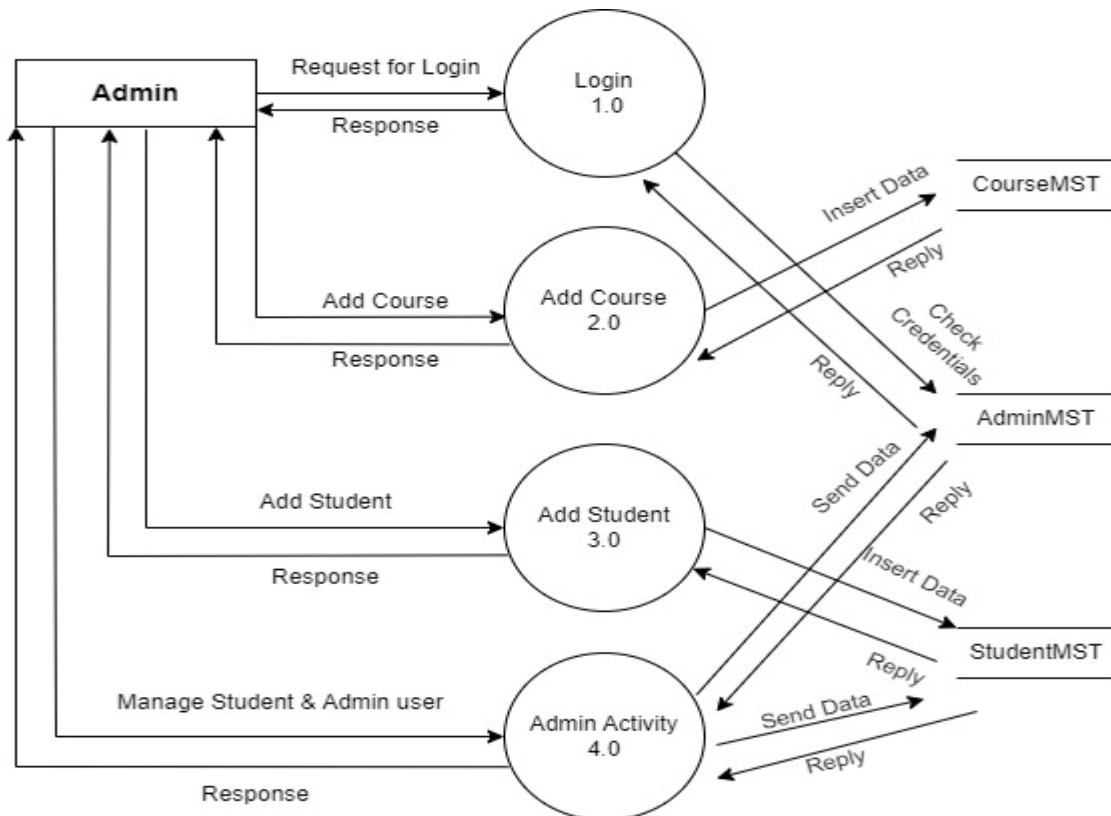 Admin
Request for Login
Response
Login
1.0
Insert Data
CourseMST
Reply
Add Course
Response
Add Course
2.0
Check
Credentials
Reply
AdminMST
Send Data
Reply
Add Student
Response
Add Student
3.0
Insert Data
StudentMST
Reply
Manage Student & Admin user
Response
Admin Activity
4.0
Send Data
Reply